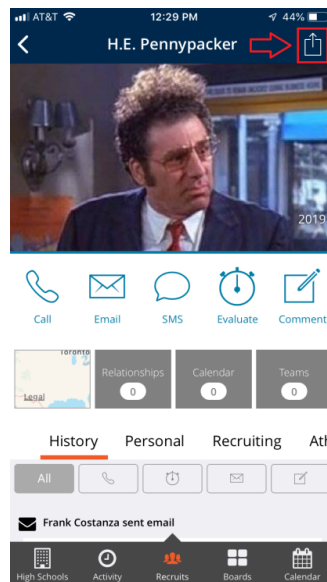 AT&T 12:29 PM 44%
H.E. Pennypacker
2019
Call Email SMS Evaluate Comment
Toronto
Legal
Relationships Calendar Teams
0 0 0
History Personal Recruiting Ath
All
Frank Costanza sent email
High Schools Activity Recruits Boards Calendar